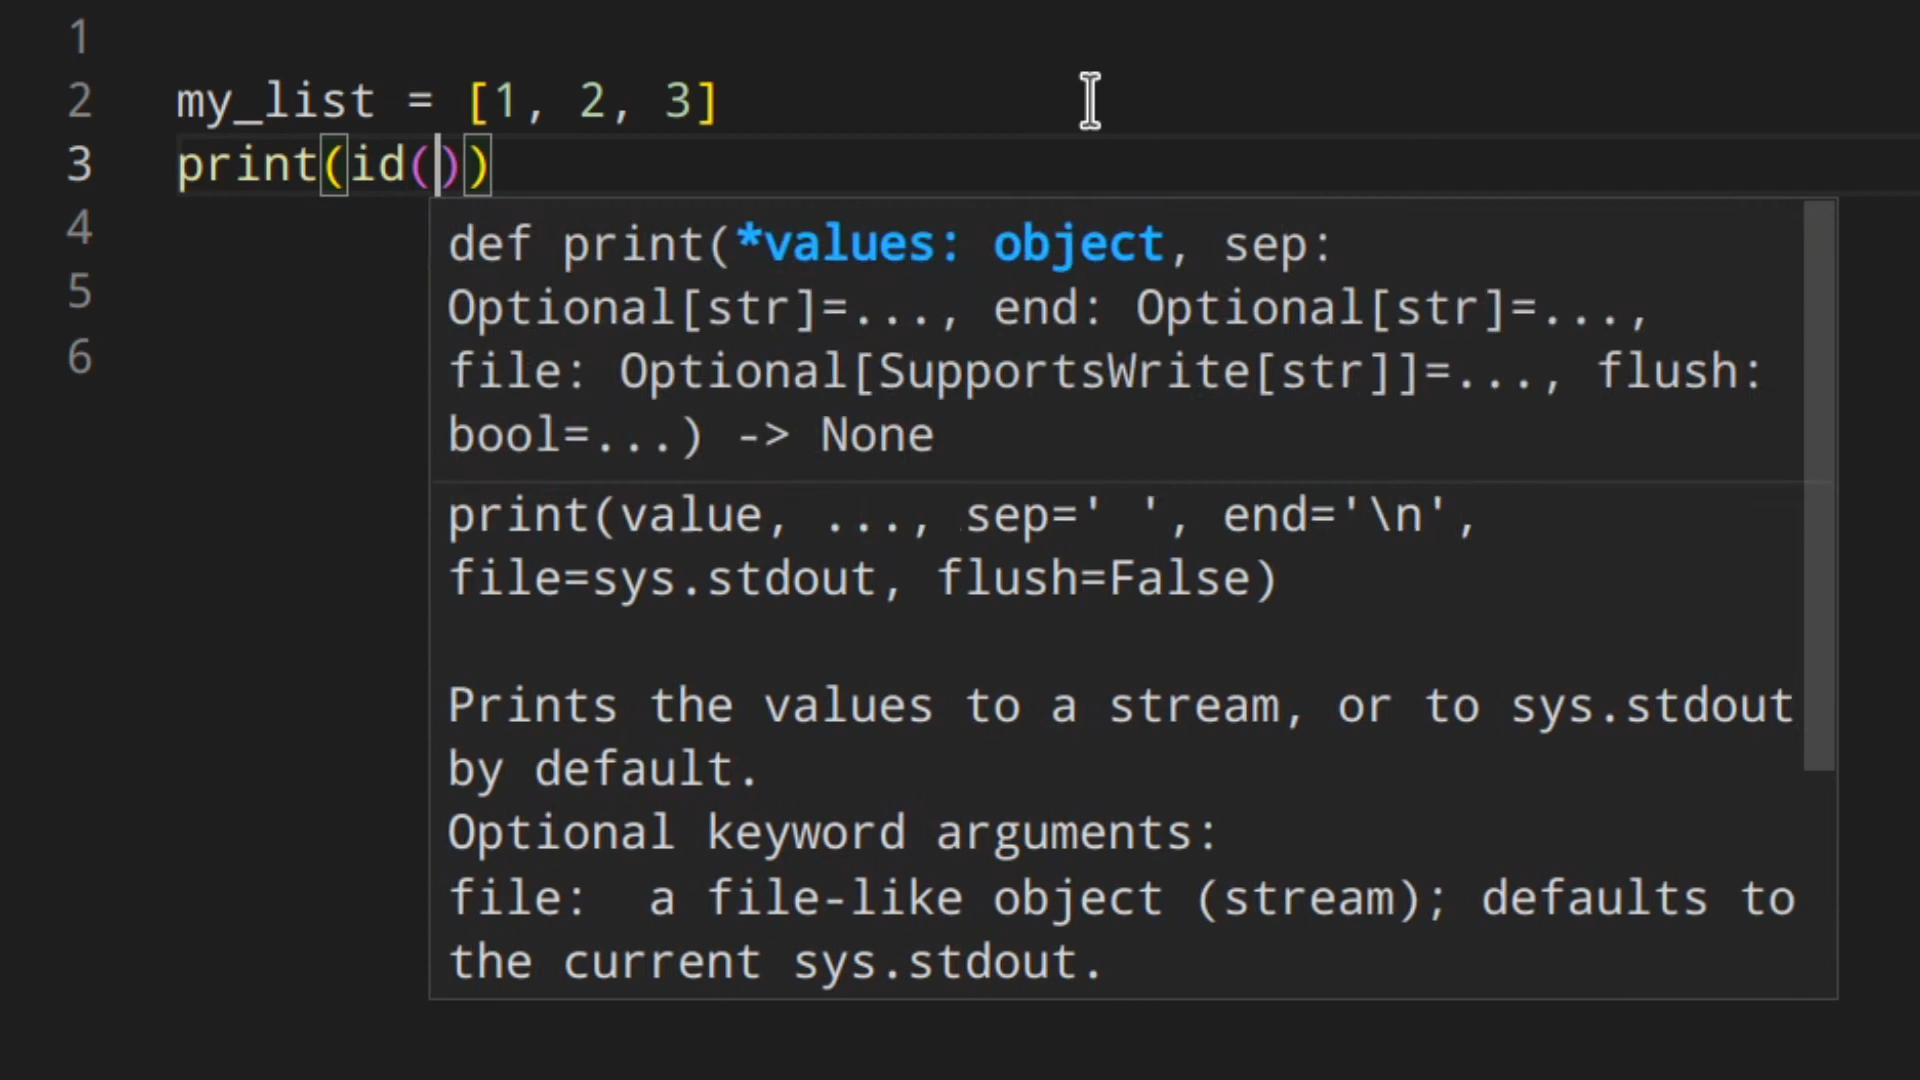 1
2 my_list = [1, 2, 3]
3 print(id())
4
5
6
def print(*values: object, sep:
Optional[str]=..., end: Optional[str]=...,
file: Optional[SupportsWrite[str]]=..., flush:
bool=...) -> None
print(value, ..., sep=' ', end='\n',
file=sys.stdout, flush=False)
Prints the values to a stream, or to sys.stdout
by default.
Optional keyword arguments:
file:  a file-like object (stream); defaults to
the current sys.stdout.